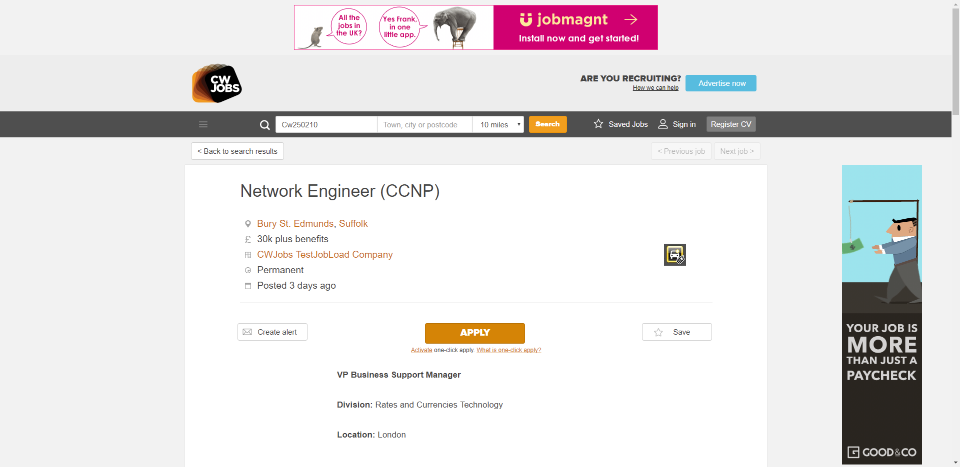 All the
jobs in
the UK?
Yes Frank,
in one
little app.
jobmagnt
Install now and get started!
CW
JOBS
ARE YOU RECRUITING?
How we can help
Advertise now
Cw250210
Town, city or postcode
10 miles
Search
Saved Jobs
Sign in
Register CV
< Back to search results
< Previous job
Next job >
Network Engineer (CCNP)
Bury St. Edmunds, Suffolk
£ 30k plus benefits
CWJobs TestJobLoad Company
Permanent
Posted 3 days ago
Create alert
APPLY
Save
Activate one-click apply. What is one-click apply?
VP Business Support Manager
Division: Rates and Currencies Technology
Location: London
YOUR JOB IS
MORE
THAN JUST A
PAYCHECK
GOOD&CO